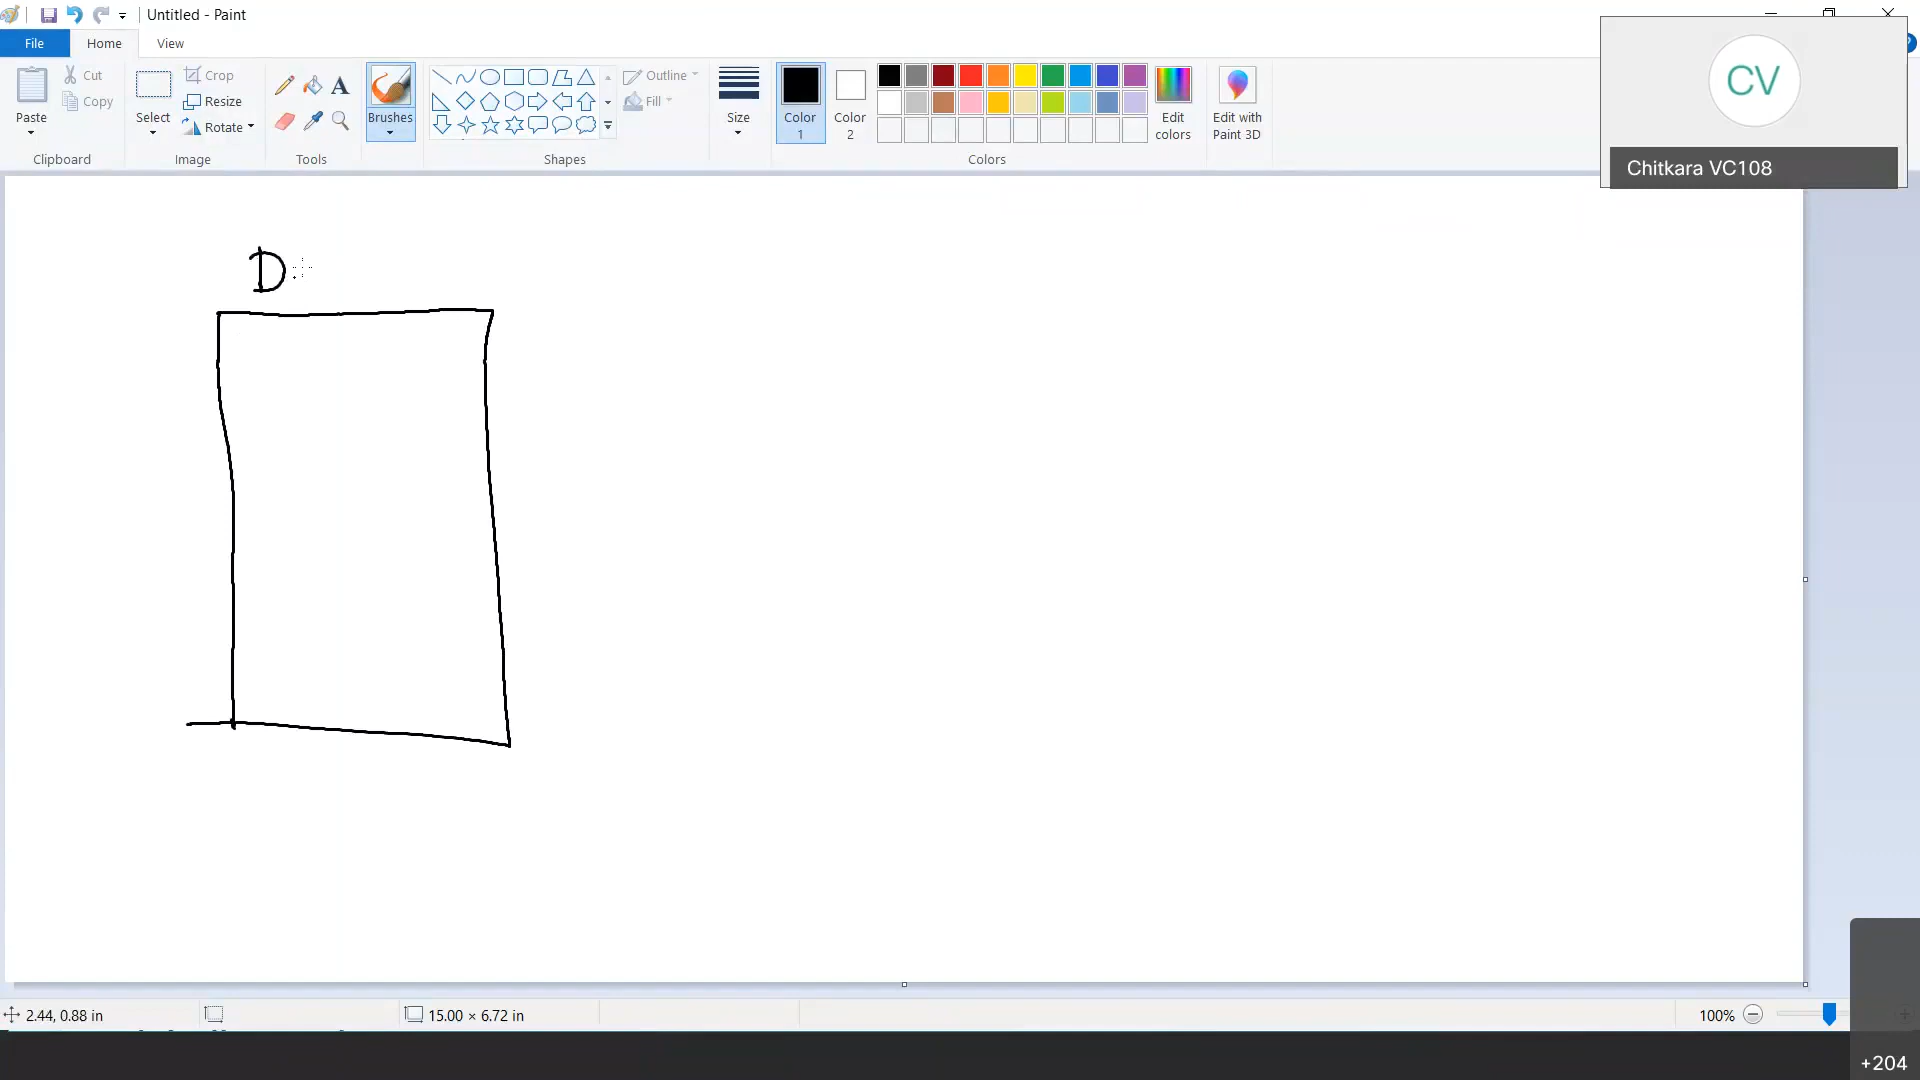 Untitled - Paint
File Home View
Paste
Cut
Copy
Clipboard
Select
Crop
Resize
Rotate
Image
Tools
Brushes
Shapes
Outline
Fill
Size
Color 1
Color 2
Edit colors
Edit with Paint 3D
Colors
CV
Chitkara VC108
D
2.44, 0.88 in
15.00 × 6.72 in
100%
+204